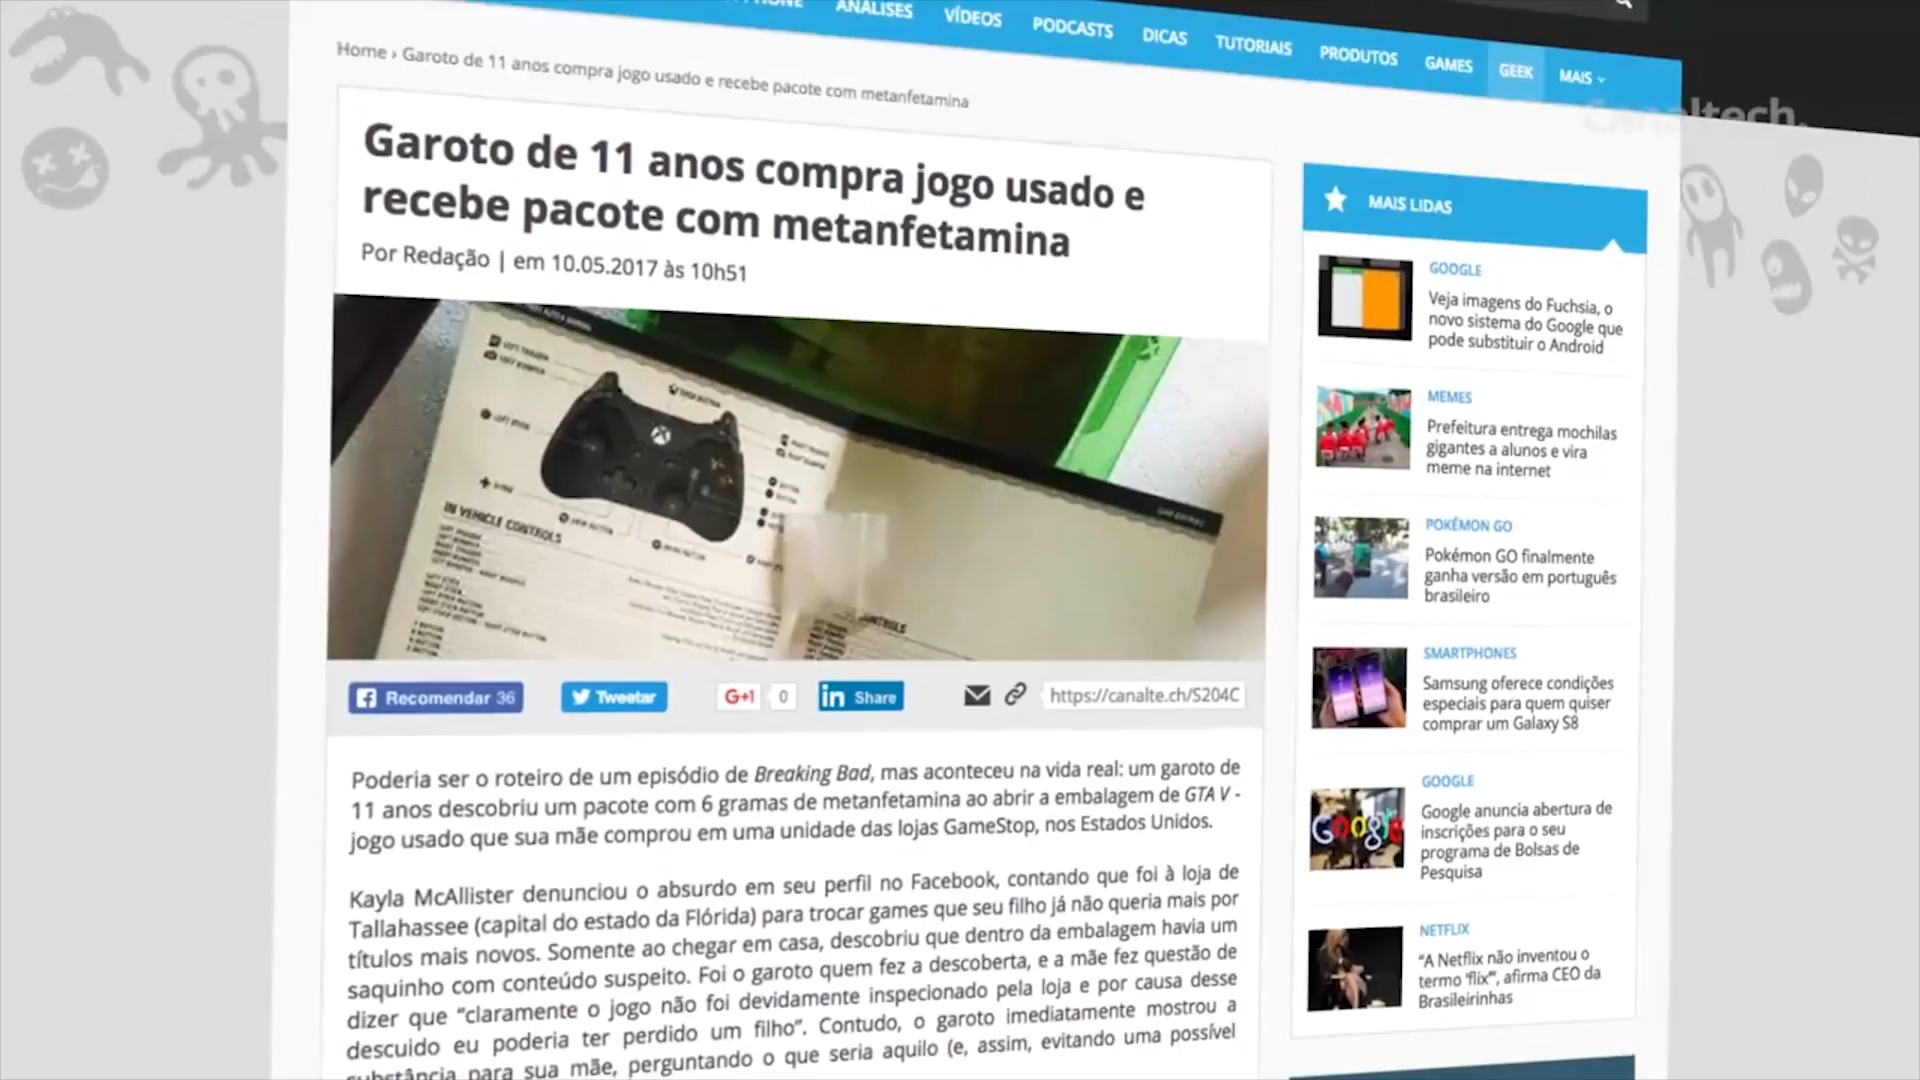 ANÁLISES VÍDEOS PODCASTS DICAS TUTORIAIS PRODUTOS GAMES GEEK MAIS
Home › Garoto de 11 anos compra jogo usado e recebe pacote com metanfetamina
Canaltech.
Garoto de 11 anos compra jogo usado e
recebe pacote com metanfetamina
Por Redação | em 10.05.2017 às 10h51
LEFT TRIGGER
LEFT BUMPER
IN VEHICLE CONTROLS
Recomendar 36
Tweetar
G+1 0
in Share
https://canalte.ch/S204C
Poderia ser o roteiro de um episódio de Breaking Bad, mas aconteceu na vida real: um garoto de
11 anos descobriu um pacote com 6 gramas de metanfetamina ao abrir a embalagem de GTA V -
jogo usado que sua mãe comprou em uma unidade das lojas GameStop, nos Estados Unidos.
Kayla McAllister denunciou o absurdo em seu perfil no Facebook, contando que foi à loja de
Tallahassee (capital do estado da Flórida) para trocar games que seu filho já não queria mais por
títulos mais novos. Somente ao chegar em casa, descobriu que dentro da embalagem havia um
saquinho com conteúdo suspeito. Foi o garoto quem fez a descoberta, e a mãe fez questão de
dizer que “claramente o jogo não foi devidamente inspecionado pela loja e por causa desse
descuido eu poderia ter perdido um filho”. Contudo, o garoto imediatamente mostrou a
substância para sua mãe, perguntando o que seria aquilo (e, assim, evitando uma possível
MAIS LIDAS
GOOGLE
Veja imagens do Fuchsia, o
novo sistema do Google que
pode substituir o Android
MEMES
Prefeitura entrega mochilas
gigantes a alunos e vira
meme na internet
POKÉMON GO
Pokémon GO finalmente
ganha versão em português
brasileiro
SMARTPHONES
Samsung oferece condições
especiais para quem quiser
comprar um Galaxy S8
GOOGLE
Google
Google anuncia abertura de
inscrições para o seu
programa de Bolsas de
Pesquisa
NETFLIX
“A Netflix não inventou o
termo ‘flix’”, afirma CEO da
Brasileirinhas